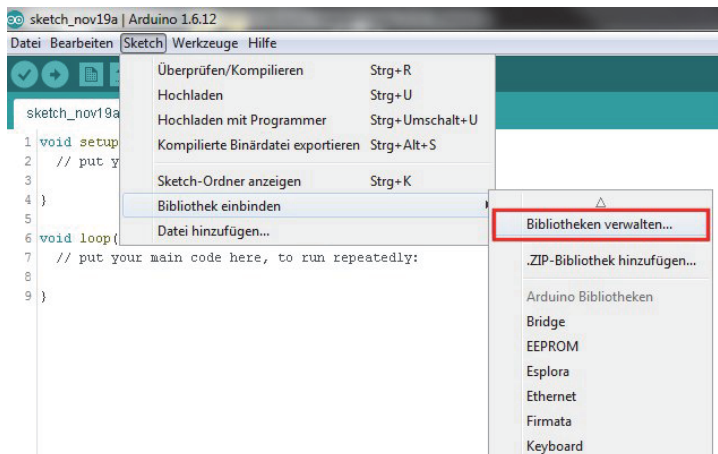 sketch_nov19a | Arduino 1.6.12
Datei Bearbeiten Sketch Werkzeuge Hilfe
Überprüfen/Kompilieren Strg+R
Hochladen Strg+U
Hochladen mit Programmer Strg+Umschalt+U
Kompilierte Binärdatei exportieren Strg+Alt+S
Sketch-Ordner anzeigen Strg+K
Bibliothek einbinden
Datei hinzufügen...
sketch_nov19a
1 void setup
2 // put y
3
4 }
5
6 void loop(
7 // put your main code here, to run repeatedly:
8
9 }
Bibliotheken verwalten...
.ZIP-Bibliothek hinzufügen...
Arduino Bibliotheken
Bridge
EEPROM
Esplora
Ethernet
Firmata
Keyboard